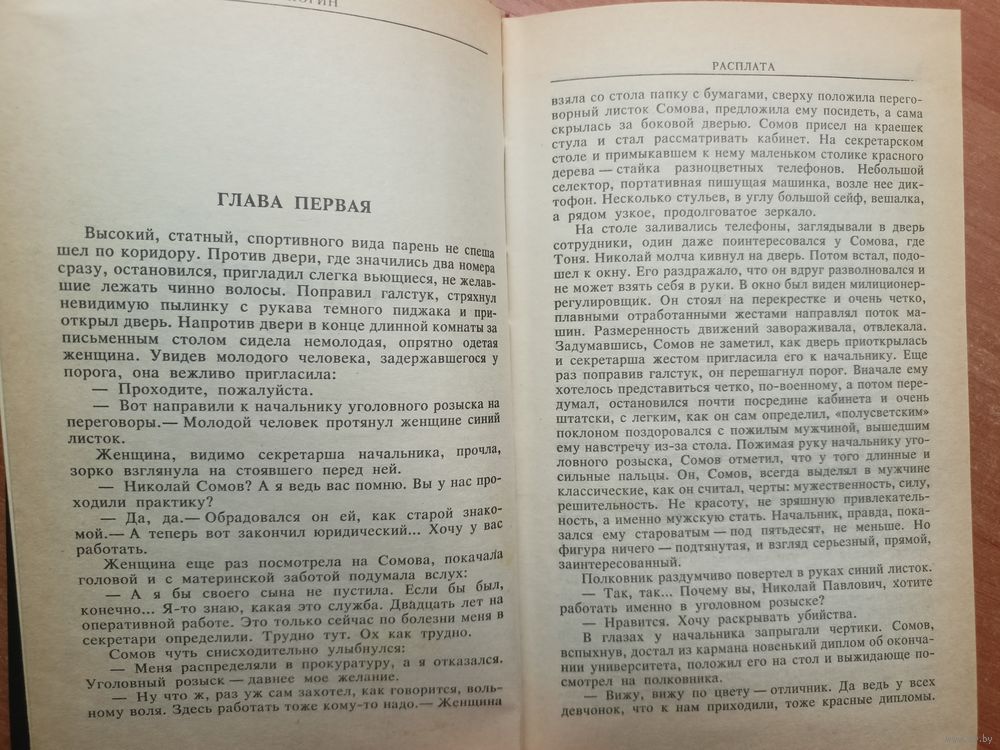 ГЛАВА ПЕРВАЯ
Высокий, статный, спортивного вида парень не спеша
шел по коридору. Против двери, где значились два номера
сразу, остановился, пригладил слегка вьющиеся, не желав-
шие лежать чинно волосы. Поправил галстук, стряхнул
невидимую пылинку с рукава темного пиджака и при-
открыл дверь. Напротив двери в конце длинной комнаты за
письменным столом сидела немолодая, опрятно одетая
женщина. Увидев молодого человека, задержавшегося у
порога, она вежливо пригласила:
— Проходите, пожалуйста.
— Вот направили к начальнику уголовного розыска на
переговоры.— Молодой человек протянул женщине синий
листок.
Женщина, видимо секретарша начальника, прочла,
зорко взглянула на стоявшего перед ней.
— Николай Сомов? А я ведь вас помню. Вы у нас про-
ходили практику?
— Да, да.— Обрадовался он ей, как старой знако-
мой.— А теперь вот закончил юридический... Хочу у вас
работать.
Женщина еще раз посмотрела на Сомова, покачала
головой и с материнской заботой подумала вслух:
— А я бы своего сына не пустила. Если бы был,
конечно... Я-то знаю, какая это служба. Двадцать лет на
оперативной работе. Это только сейчас по болезни меня в
секретари определили. Трудно тут. Ох как трудно.
Сомов чуть снисходительно улыбнулся:
— Меня распределяли в прокуратуру, а я отказался.
Уголовный розыск — давнее мое желание.
— Ну что ж, раз уж сам захотел, как говорится, воль-
ному воля. Здесь работать тоже кому-то надо.— Женщина
РАСПЛАТА
взяла со стола папку с бумагами, сверху положила перего-
ворный листок Сомова, предложила ему посидеть, а сама
скрылась за боковой дверью. Сомов присел на краешек
стула и стал рассматривать кабинет. На секретарском
столе и примыкавшем к нему маленьком столике красного
дерева — стайка разноцветных телефонов. Небольшой
селектор, портативная пишущая машинка, возле нее дик-
тофон. Несколько стульев, в углу большой сейф, вешалка,
а рядом узкое, продолговатое зеркало.
На столе заливались телефоны, заглядывали в дверь
сотрудники, один даже поинтересовался у Сомова, где
Тоня. Николай молча кивнул на дверь. Потом встал, подо-
шел к окну. Его раздражало, что он вдруг разволновался и
не может взять себя в руки. В окно был виден милиционер-
регулировщик. Он стоял на перекрестке и очень четко,
плавными отработанными жестами направлял поток ма-
шин. Размеренность движений завораживала, отвлекала.
Задумавшись, Сомов не заметил, как дверь приоткрылась
и секретарша жестом пригласила его к начальнику. Еще
раз поправив галстук, он перешагнул порог. Вначале ему
хотелось представиться четко, по-военному, а потом пере-
думал, остановился почти посредине кабинета и очень
штатски, с легким, как он сам определил, «полусветским»
поклоном поздоровался с пожилым мужчиной, вышедшим
ему навстречу из-за стола. Пожимая руку начальнику уго-
ловного розыска, Сомов отметил, что у того длинные и
сильные пальцы. Он, Сомов, всегда выделял в мужчине
классические, как он считал, черты: мужественность, силу,
решительность. Не красоту, не зряшную привлекатель-
ность, а именно мужскую стать. Начальник, правда, пока-
зался ему староватым — под пятьдесят, не меньше. Но
фигура ничего — подтянутая, и взгляд серьезный, прямой,
заинтересованный.
Полковник раздумчиво повертел в руках синий листок.
— Так, так... Почему вы, Николай Павлович, хотите
работать именно в уголовном розыске?
— Нравится. Хочу раскрывать убийства.
В глазах у начальника запрыгали чертики. Сомов,
вспыхнув, достал из кармана новенький диплом об оконча-
нии университета, положил его на стол и выжидающе по-
смотрел на полковника.
— Вижу, вижу по цвету — отличник. Да ведь у всех
девчонок, что к нам приходили, тоже красные дипломы.